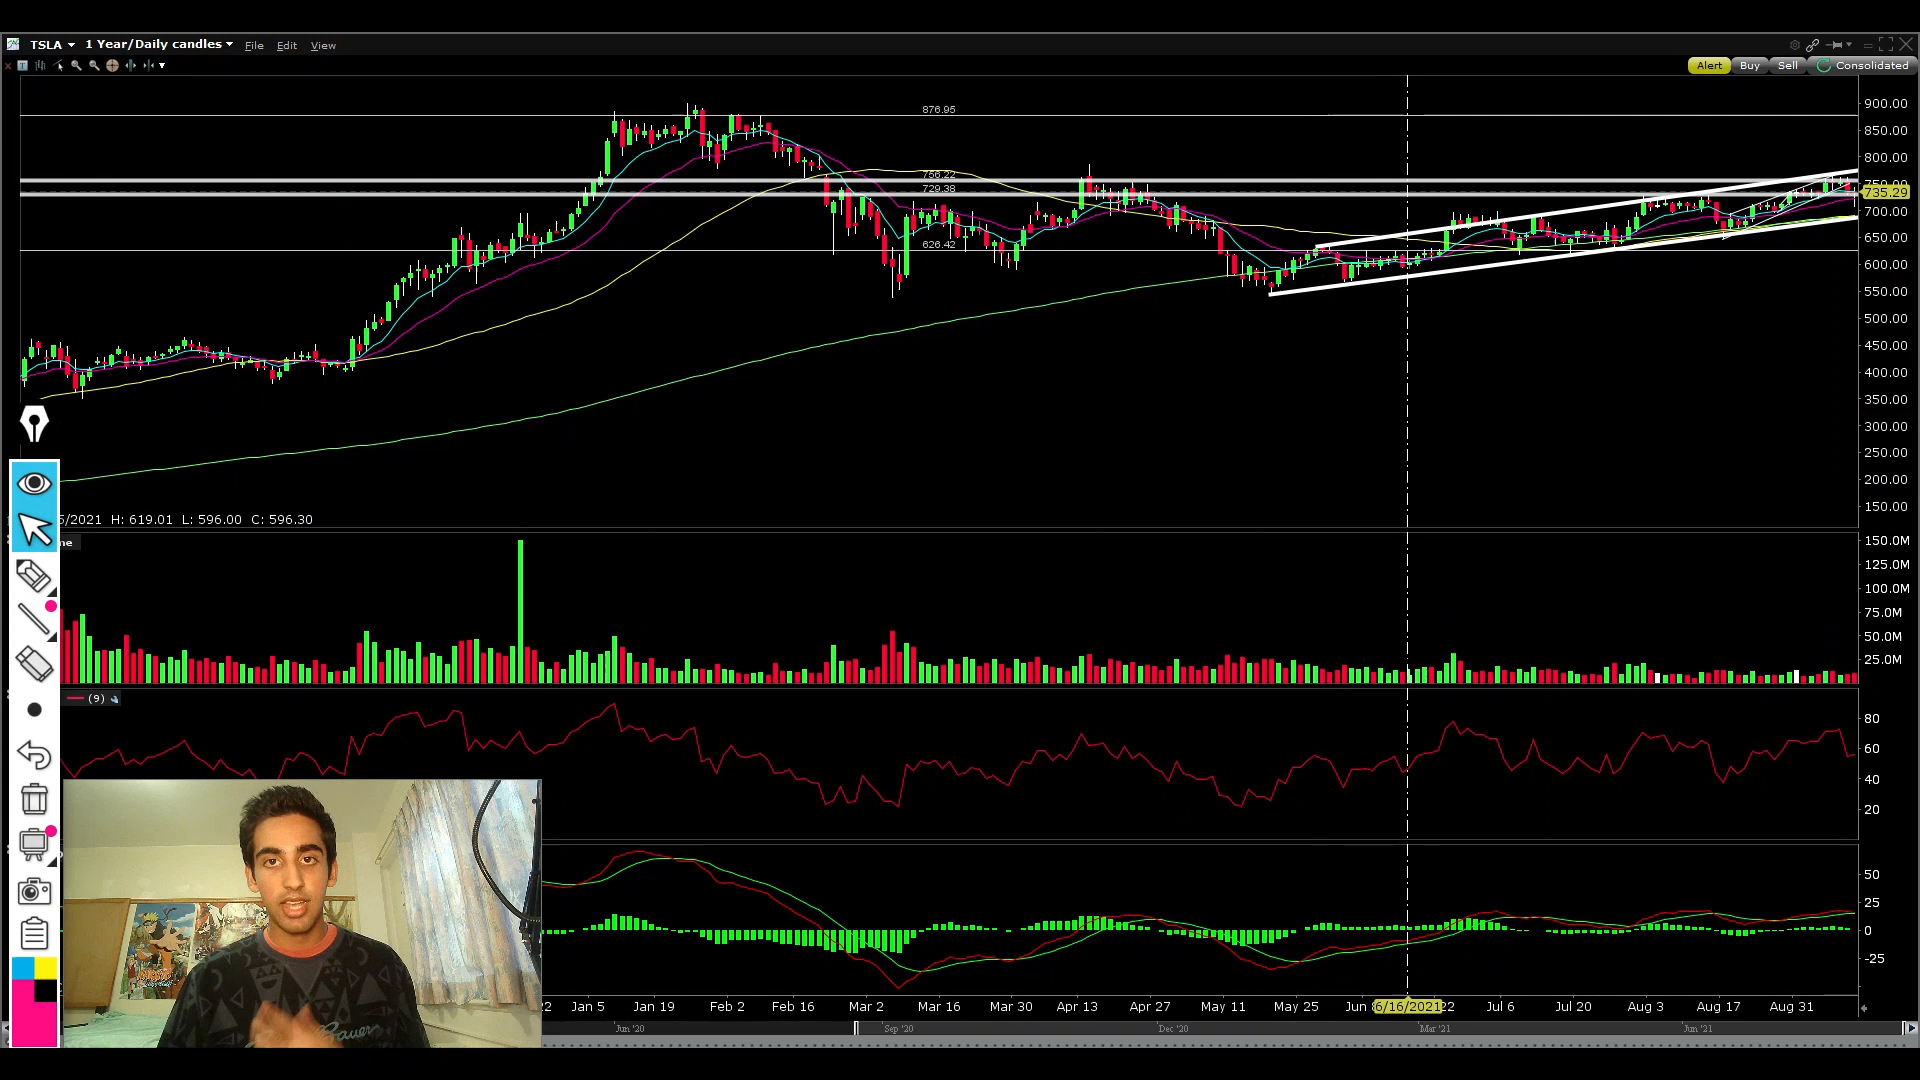 TSLA 1 Year/Daily candles File Edit View
Alert Buy Sell Consolidated
876.95
756.22
729.38
626.42
900.00
850.00
800.00
735.29
700.00
650.00
600.00
550.00
500.00
450.00
400.00
350.00
300.00
250.00
200.00
150.00
5/2021 H: 619.01 L: 596.00 C: 596.30
me
150.0M
125.0M
100.0M
75.0M
50.0M
25.0M
(9)
80
60
40
20
50
25
0
-25
22 Jan 5 Jan 19 Feb 2 Feb 16 Mar 2 Mar 16 Mar 30 Apr 13 Apr 27 May 11 May 25 Jun 6/16/2021 22 Jul 6 Jul 20 Aug 3 Aug 17 Aug 31
Jun '20 Sep '20 Dec '20 Mar '21 Jun '21